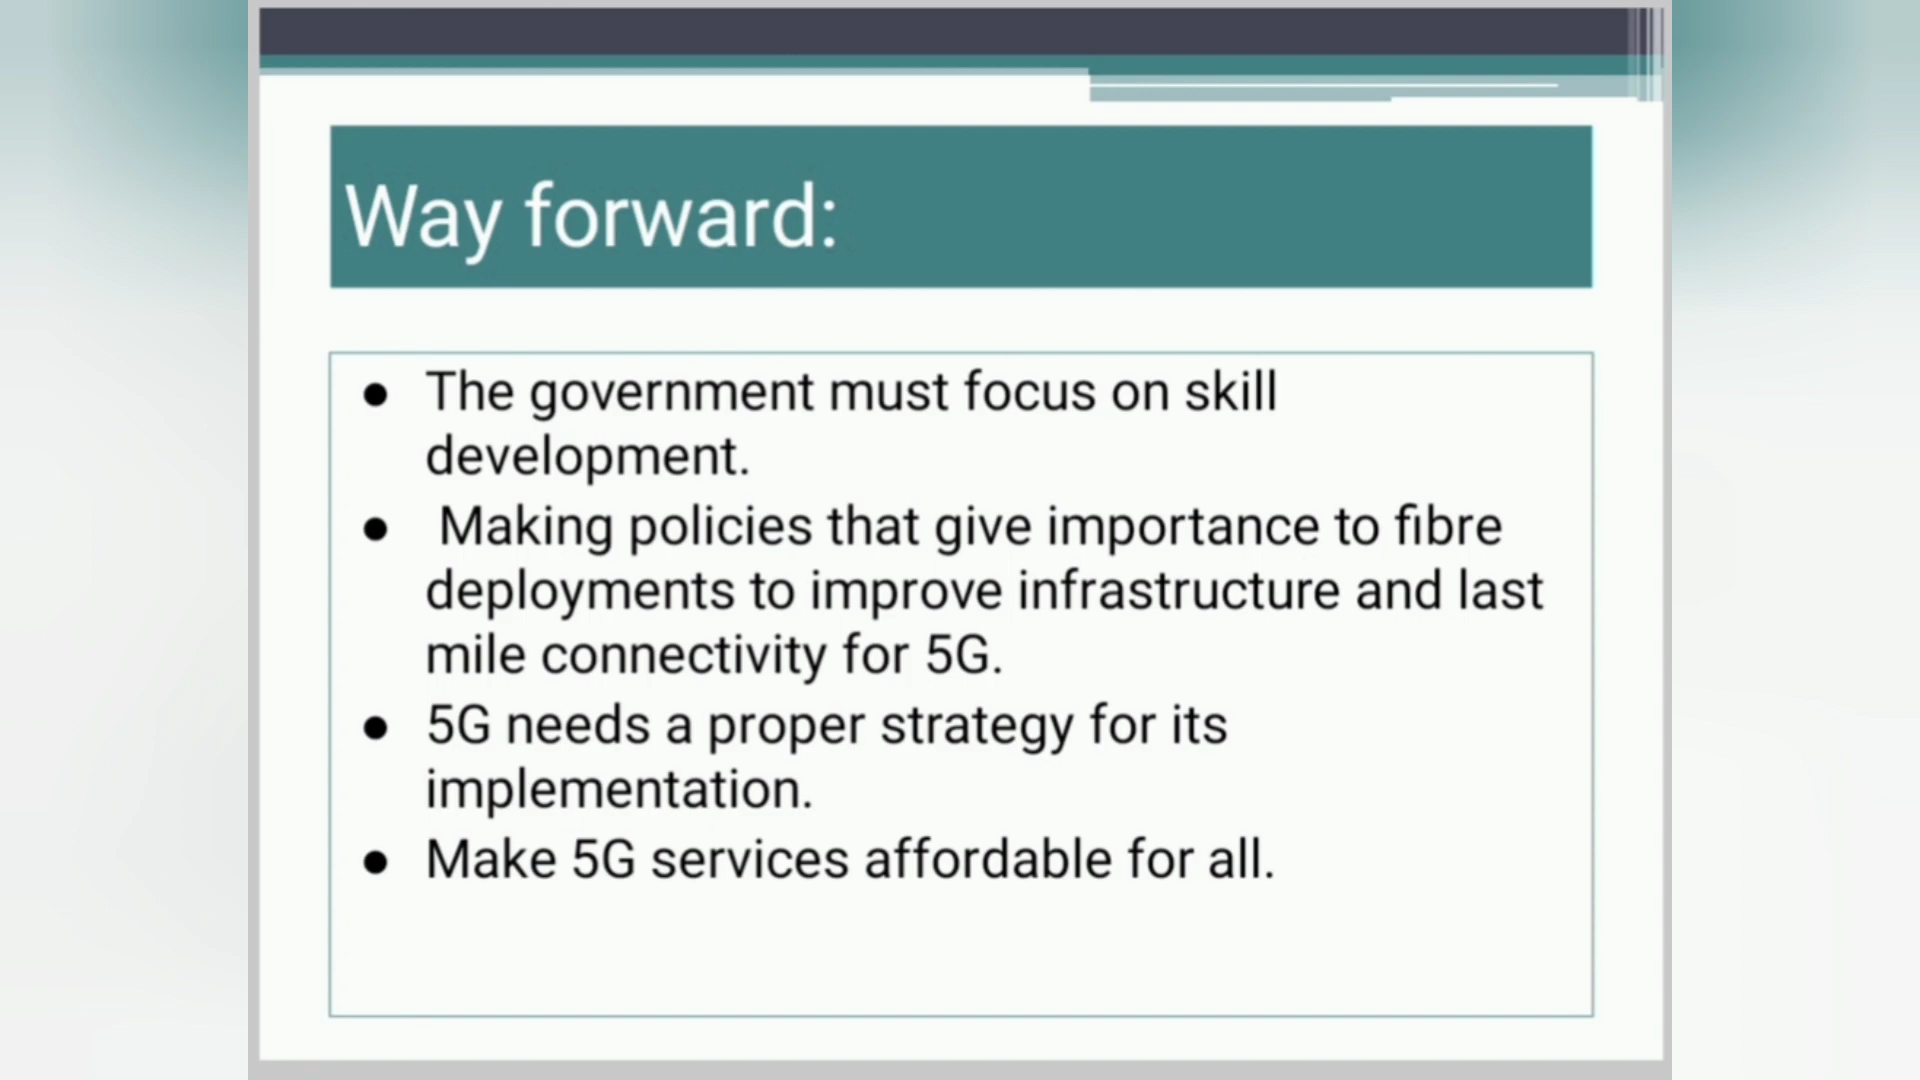 Way forward:
● The government must focus on skill
development.
● Making policies that give importance to fibre
deployments to improve infrastructure and last
mile connectivity for 5G.
● 5G needs a proper strategy for its
implementation.
● Make 5G services affordable for all.